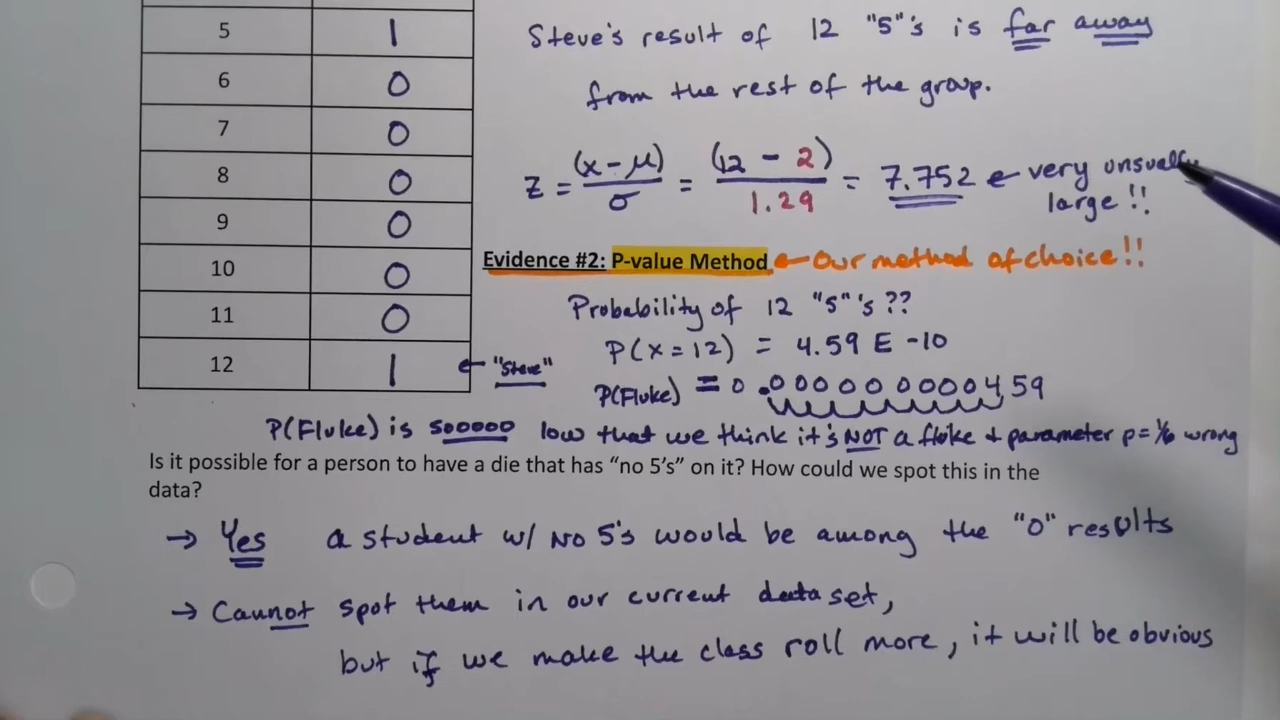 5 1
6 0
7 0
8 0
9 0
10 0
11 0
12 1 ← "Steve"
Steve's result of 12 "5"'s is far away
from the rest of the group.
Z = (x - μ) / σ = (12 - 2) / 1.29 = 7.752 ← very unsually
large!!
Evidence #2: P-value Method ← Our method of choice!!
Probability of 12 "5"'s??
P(x=12) = 4.59 E -10
P(Fluke) = 0.000000000459
P(Fluke) is sooooo low that we think it's NOT a fluke + parameter p=1/6 wrong
Is it possible for a person to have a die that has "no 5's" on it? How could we spot this in the
data?
→ Yes a student w/ No 5's would be among the "0" results
→ Cannot spot them in our current data set,
but if we make the class roll more, it will be obvious